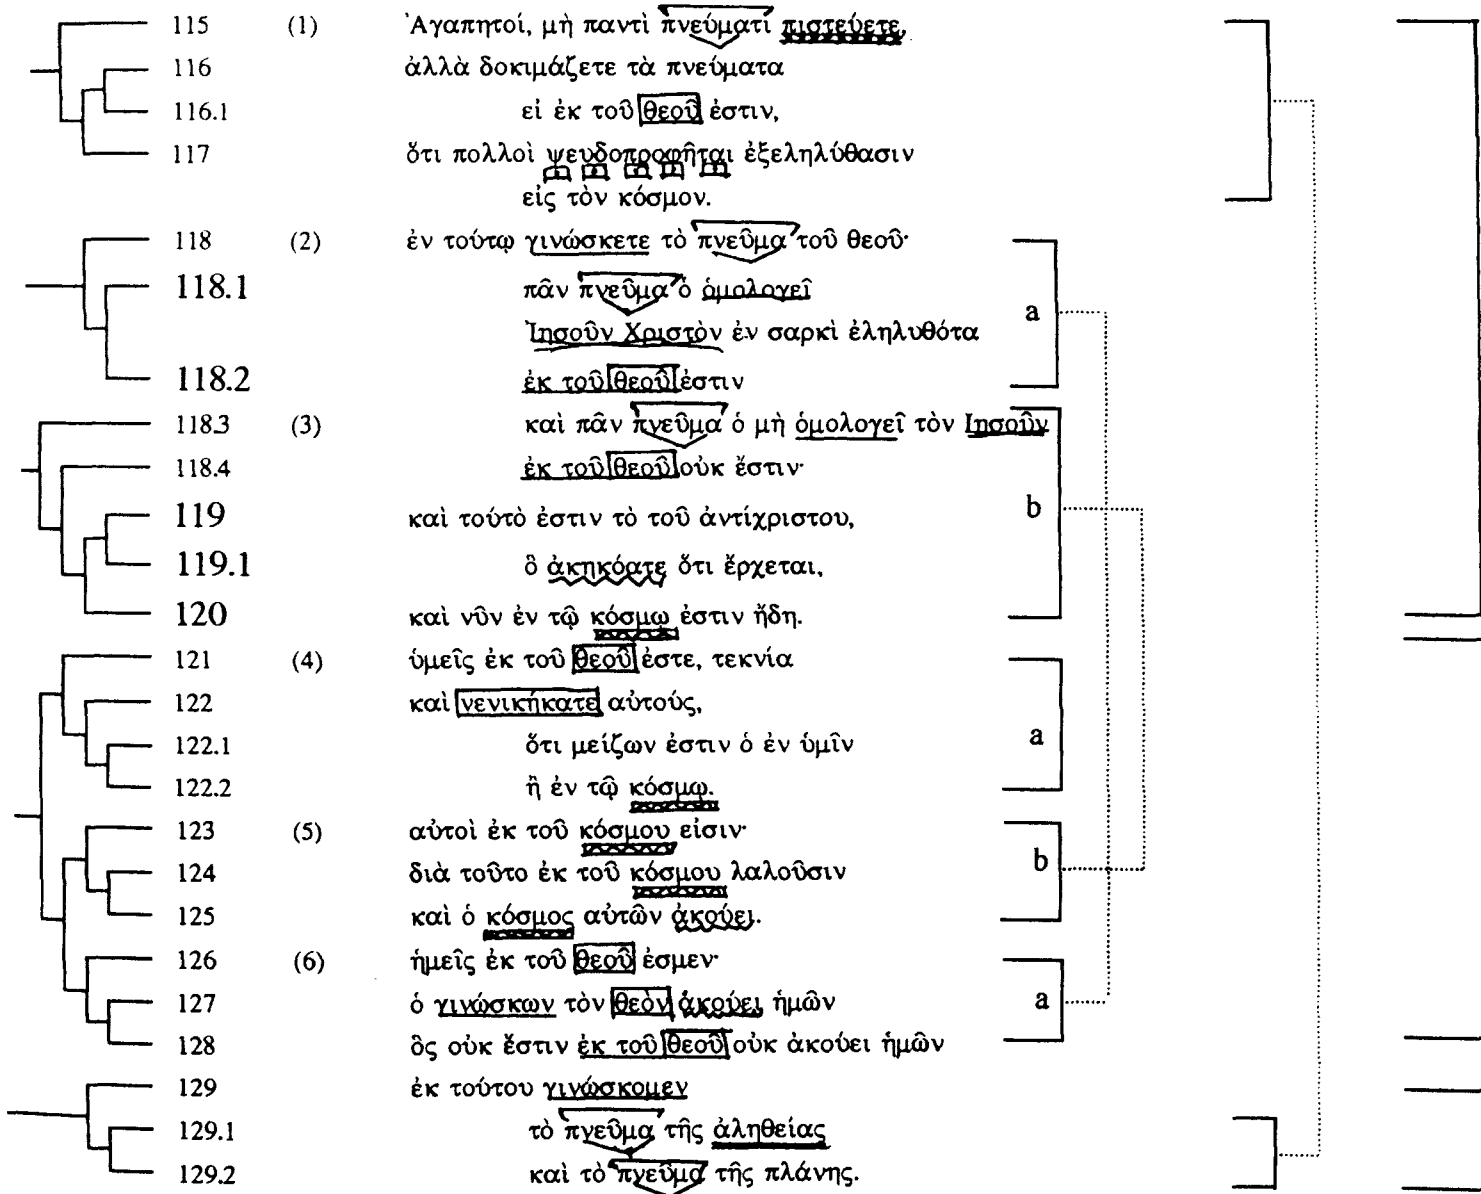 115 (1) Ἀγαπητοί, μὴ παντὶ πνεύματι πιστεύετε,
116 ἀλλὰ δοκιμάζετε τὰ πνεύματα
116.1 εἰ ἐκ τοῦ θεοῦ ἐστιν,
117 ὅτι πολλοὶ ψευδοπροφῆται ἐξεληλύθασιν
εἰς τὸν κόσμον.
118 (2) ἐν τούτῳ γινώσκετε τὸ πνεῦμα τοῦ θεοῦ·
118.1 πᾶν πνεῦμα ὁ ὁμολογεῖ
Ἰησοῦν Χριστὸν ἐν σαρκὶ ἐληλυθότα
a
118.2 ἐκ τοῦ θεοῦ ἐστιν
118.3 (3) καὶ πᾶν πνεῦμα ὁ μὴ ὁμολογεῖ τὸν Ιησοῦν
118.4 ἐκ τοῦ θεοῦ οὐκ ἔστιν·
119 καὶ τούτό ἐστιν τὸ τοῦ ἀντίχριστου, b
119.1 ὃ ἀκηκόατε ὅτι ἔρχεται,
120 καὶ νῦν ἐν τῷ κόσμῳ ἐστιν ἤδη.
121 (4) ὑμεῖς ἐκ τοῦ θεοῦ ἐστε, τεκνία
122 καὶ νενικήκατε αὐτούς,
122.1 ὅτι μείζων ἐστιν ὁ ἐν ὑμῖν a
122.2 ἢ ἐν τῷ κόσμῳ.
123 (5) αὐτοὶ ἐκ τοῦ κόσμου εἰσιν·
124 διὰ τοῦτο ἐκ τοῦ κόσμου λαλοῦσιν b
125 καὶ ὁ κόσμος αὐτῶν ἀκούει.
126 (6) ἡμεῖς ἐκ τοῦ θεοῦ ἐσμεν·
127 ὁ γινώσκων τὸν θεὸν ἀκούει ἡμῶν a
128 ὃς οὐκ ἔστιν ἐκ τοῦ θεοῦ οὐκ ἀκούει ἡμῶν
129 ἐκ τούτου γινώσκομεν
129.1 τὸ πνεῦμα τῆς ἀληθείας
129.2 καὶ τὸ πνεῦμα τῆς πλάνης.